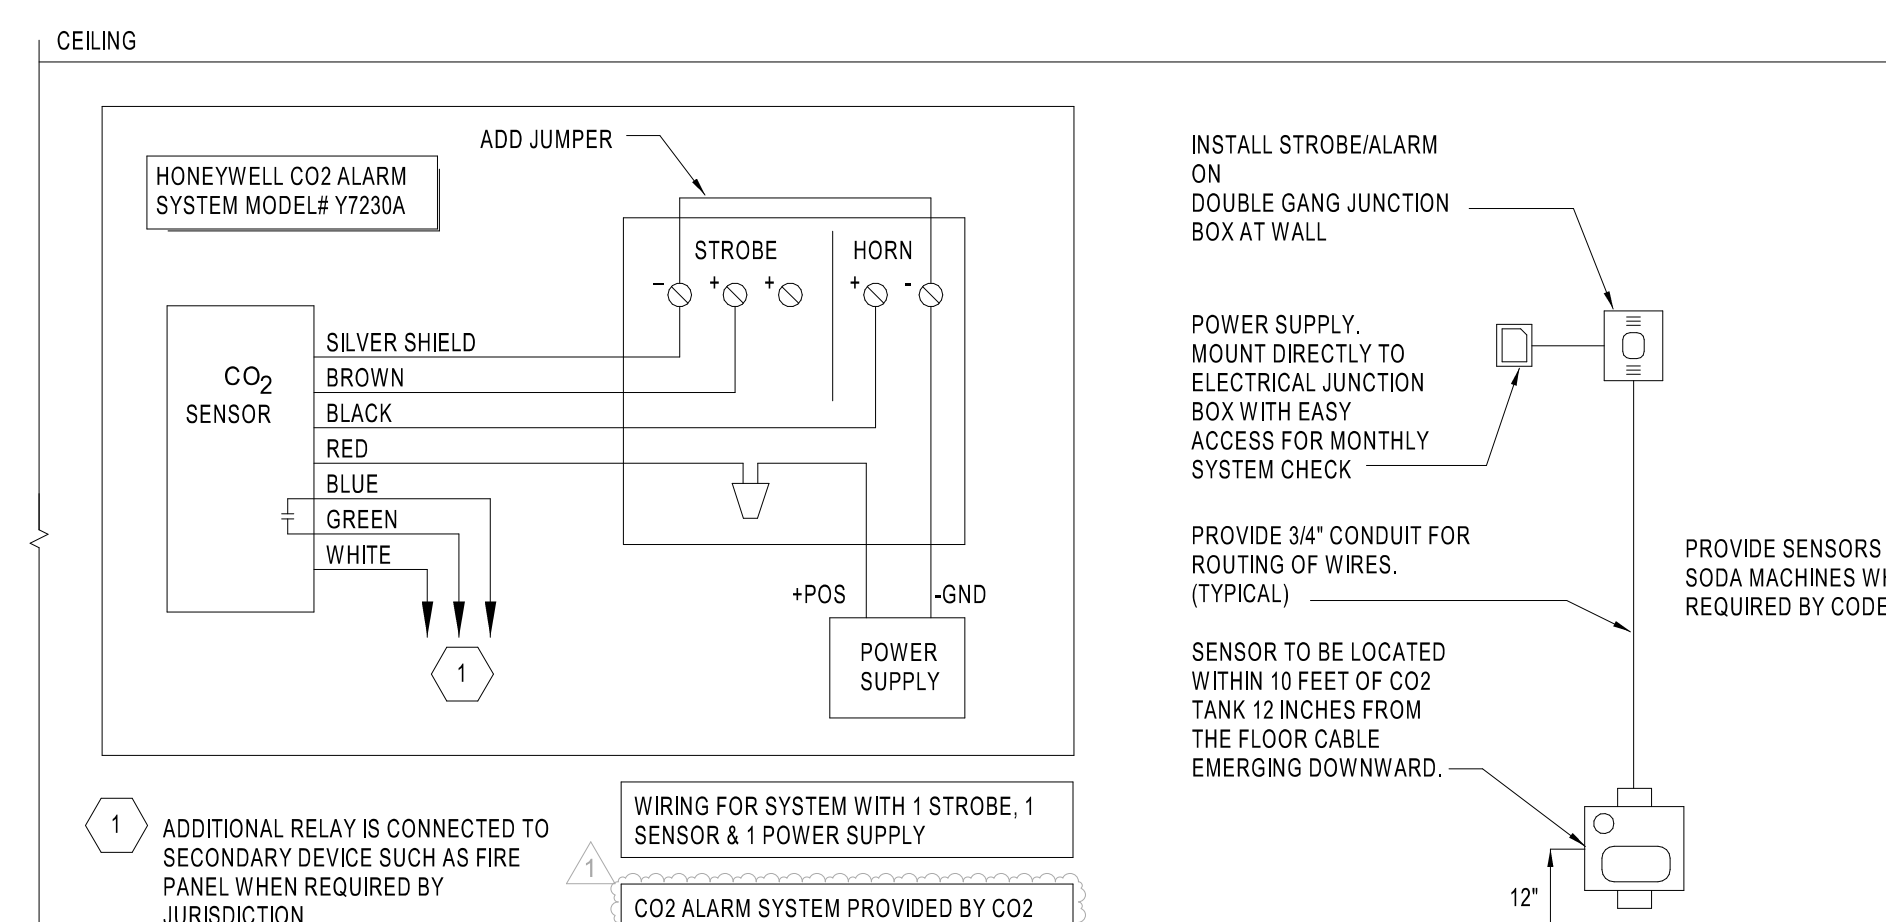 CEILING
ADD JUMPER
HONEYWELL CO2 ALARM
SYSTEM MODEL# Y7230A
STROBE
HORN
− + + + -
CO2
SENSOR
SILVER SHIELD
BROWN
BLACK
RED
BLUE
GREEN
WHITE
+POS
-GND
POWER
SUPPLY
1
1
ADDITIONAL RELAY IS CONNECTED TO
SECONDARY DEVICE SUCH AS FIRE
PANEL WHEN REQUIRED BY
JURISDICTION
WIRING FOR SYSTEM WITH 1 STROBE, 1
SENSOR & 1 POWER SUPPLY
1
CO2 ALARM SYSTEM PROVIDED BY CO2
INSTALL STROBE/ALARM
ON
DOUBLE GANG JUNCTION
BOX AT WALL
POWER SUPPLY.
MOUNT DIRECTLY TO
ELECTRICAL JUNCTION
BOX WITH EASY
ACCESS FOR MONTHLY
SYSTEM CHECK
PROVIDE 3/4" CONDUIT FOR
ROUTING OF WIRES.
(TYPICAL)
SENSOR TO BE LOCATED
WITHIN 10 FEET OF CO2
TANK 12 INCHES FROM
THE FLOOR CABLE
EMERGING DOWNWARD.
12"
PROVIDE SENSORS
SODA MACHINES
REQUIRED BY CODE